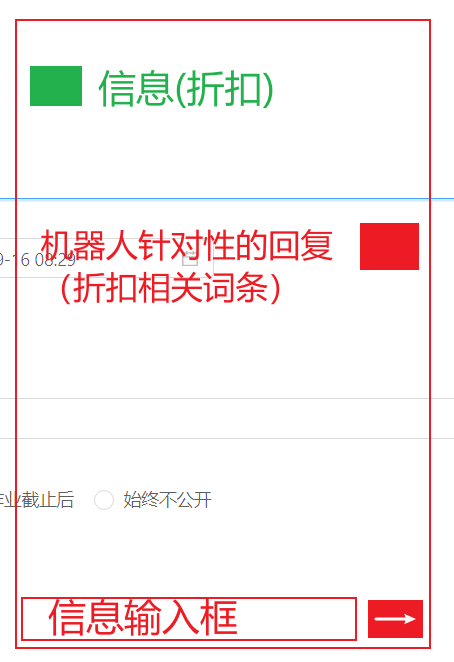 信息(折扣)
机器人针对性的回复
9-16 08:29
（折扣相关词条）
作业截止后 始终不公开
信息输入框